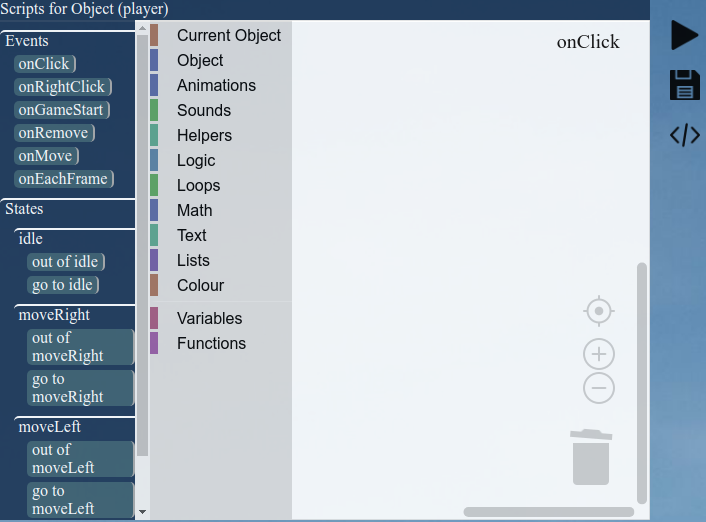 Scripts for Object (player)
Events
onClick
onRightClick
onGameStart
onRemove
onMove
onEachFrame
States
idle
out of idle
go to idle
moveRight
out of
moveRight
go to
moveRight
moveLeft
out of
moveLeft
go to
moveLeft
Current Object
Object
Animations
Sounds
Helpers
Logic
Loops
Math
Text
Lists
Colour
Variables
Functions
onClick